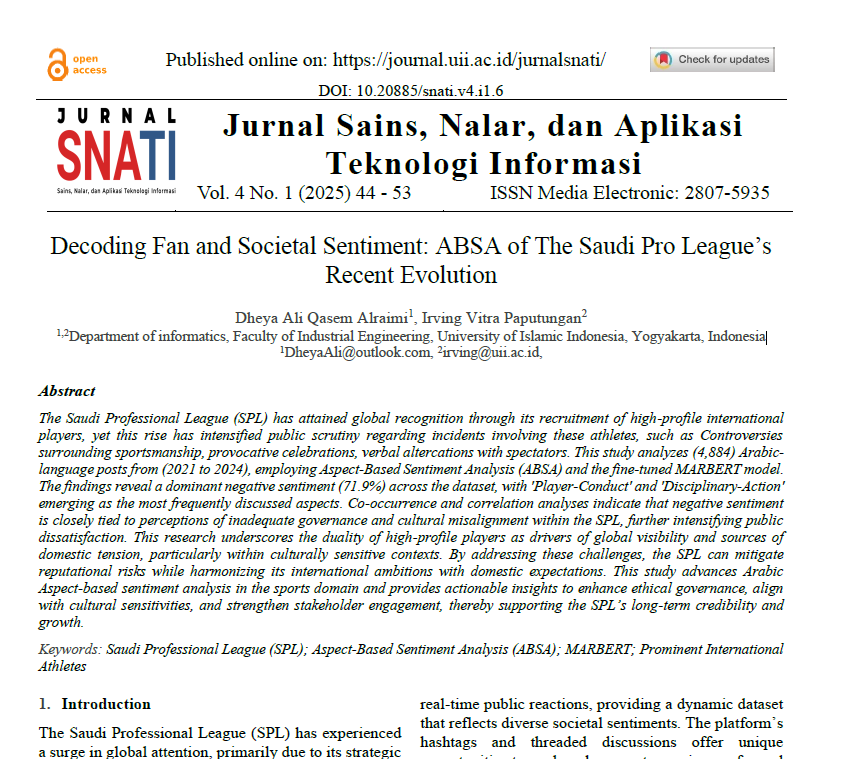 open
access
Published online on: https://journal.uii.ac.id/jurnalsnati/
Check for updates
DOI: 10.20885/snati.v4.i1.6
JURNAL
SNATI
Sains, Nalar, dan Aplikasi Teknologi Informasi
Jurnal Sains, Nalar, dan Aplikasi
Teknologi Informasi
Vol. 4 No. 1 (2025) 44 - 53
ISSN Media Electronic: 2807-5935
Decoding Fan and Societal Sentiment: ABSA of The Saudi Pro League's
Recent Evolution
Dheya Ali Qasem Alraimi1, Irving Vitra Paputungan2
1,2Department of informatics, Faculty of Industrial Engineering, University of Islamic Indonesia, Yogyakarta, Indonesia
1DheyaAli@outlook.com, 2irving@uii.ac.id,
Abstract
The Saudi Professional League (SPL) has attained global recognition through its recruitment of high-profile international
players, yet this rise has intensified public scrutiny regarding incidents involving these athletes, such as Controversies
surrounding sportsmanship, provocative celebrations, verbal altercations with spectators. This study analyzes (4,884) Arabic-
language posts from (2021 to 2024), employing Aspect-Based Sentiment Analysis (ABSA) and the fine-tuned MARBERT model.
The findings reveal a dominant negative sentiment (71.9%) across the dataset, with 'Player-Conduct' and 'Disciplinary-Action'
emerging as the most frequently discussed aspects. Co-occurrence and correlation analyses indicate that negative sentiment
is closely tied to perceptions of inadequate governance and cultural misalignment within the SPL, further intensifying public
dissatisfaction. This research underscores the duality of high-profile players as drivers of global visibility and sources of
domestic tension, particularly within culturally sensitive contexts. By addressing these challenges, the SPL can mitigate
reputational risks while harmonizing its international ambitions with domestic expectations. This study advances Arabic
Aspect-based sentiment analysis in the sports domain and provides actionable insights to enhance ethical governance, align
with cultural sensitivities, and strengthen stakeholder engagement, thereby supporting the SPL's long-term credibility and
growth.
Keywords: Saudi Professional League (SPL); Aspect-Based Sentiment Analysis (ABSA); MARBERT; Prominent International
Athletes
1. Introduction
The Saudi Professional League (SPL) has experienced
a surge in global attention, primarily due to its strategic
real-time public reactions, providing a dynamic dataset
that reflects diverse societal sentiments. The platform's
hashtags and threaded discussions offer unique